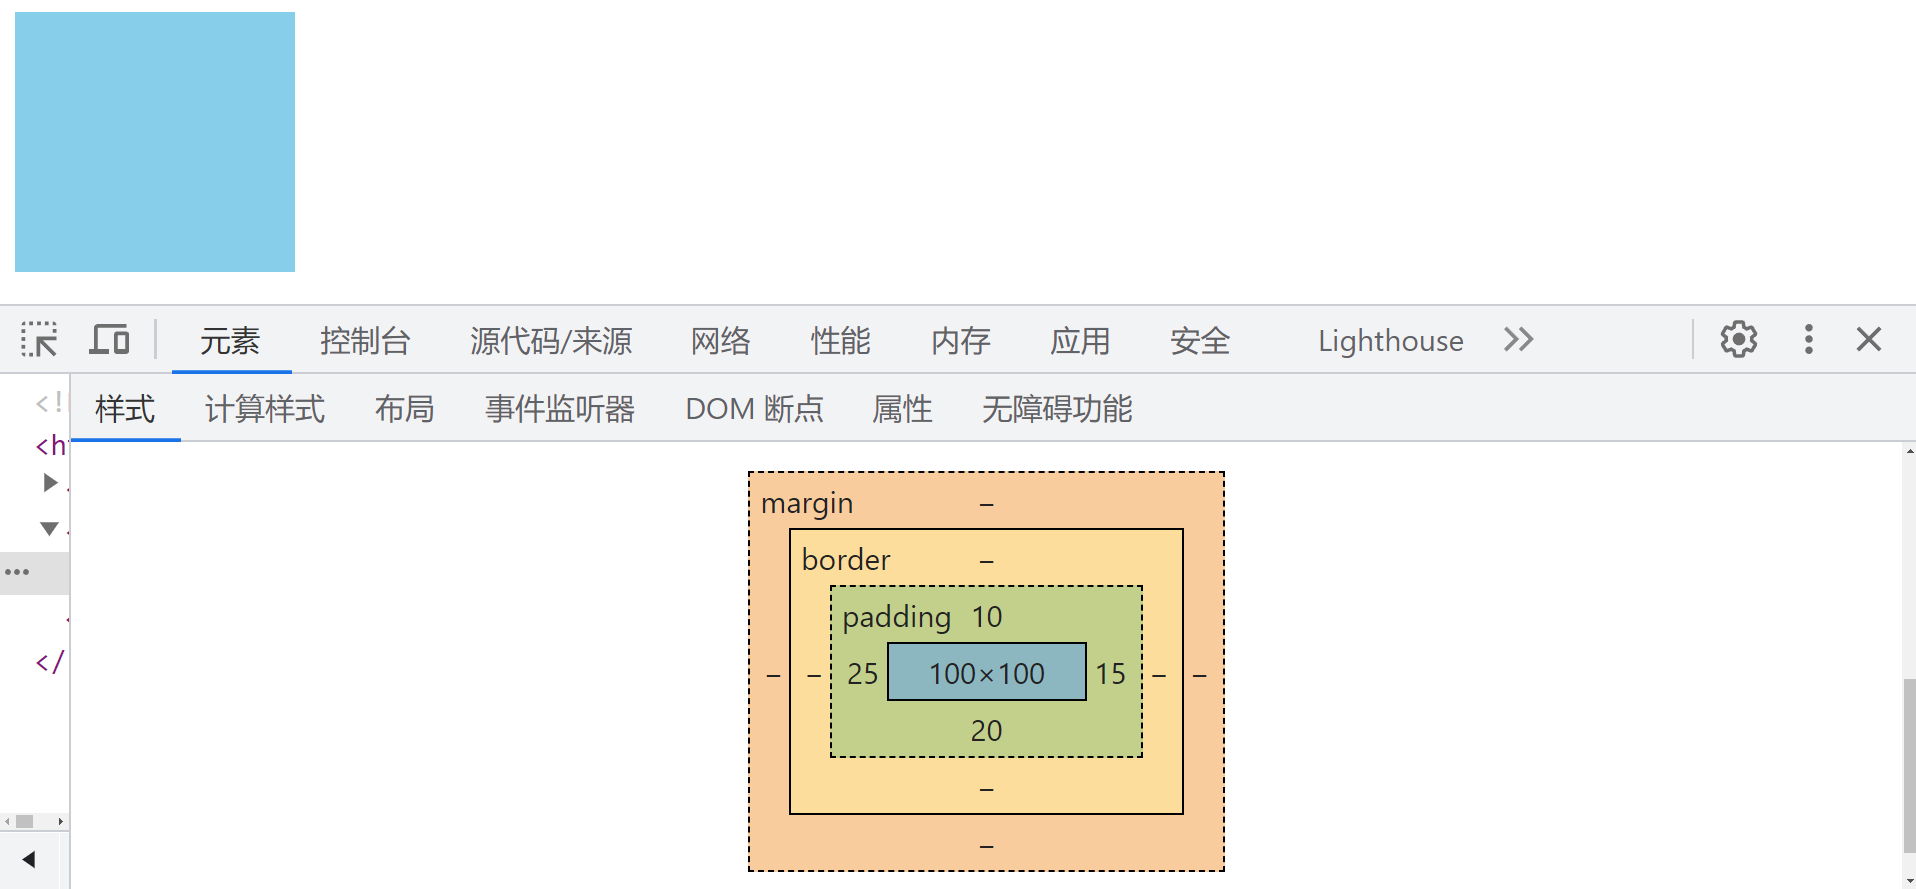 元素 控制台 源代码/来源 网络 性能 内存 应用 安全 Lighthouse
样式 计算样式 布局 事件监听器 DOM 断点 属性 无障碍功能
<!
<h
</
margin –
border –
padding 10
– – 25 100×100 15 – –
20
–
–